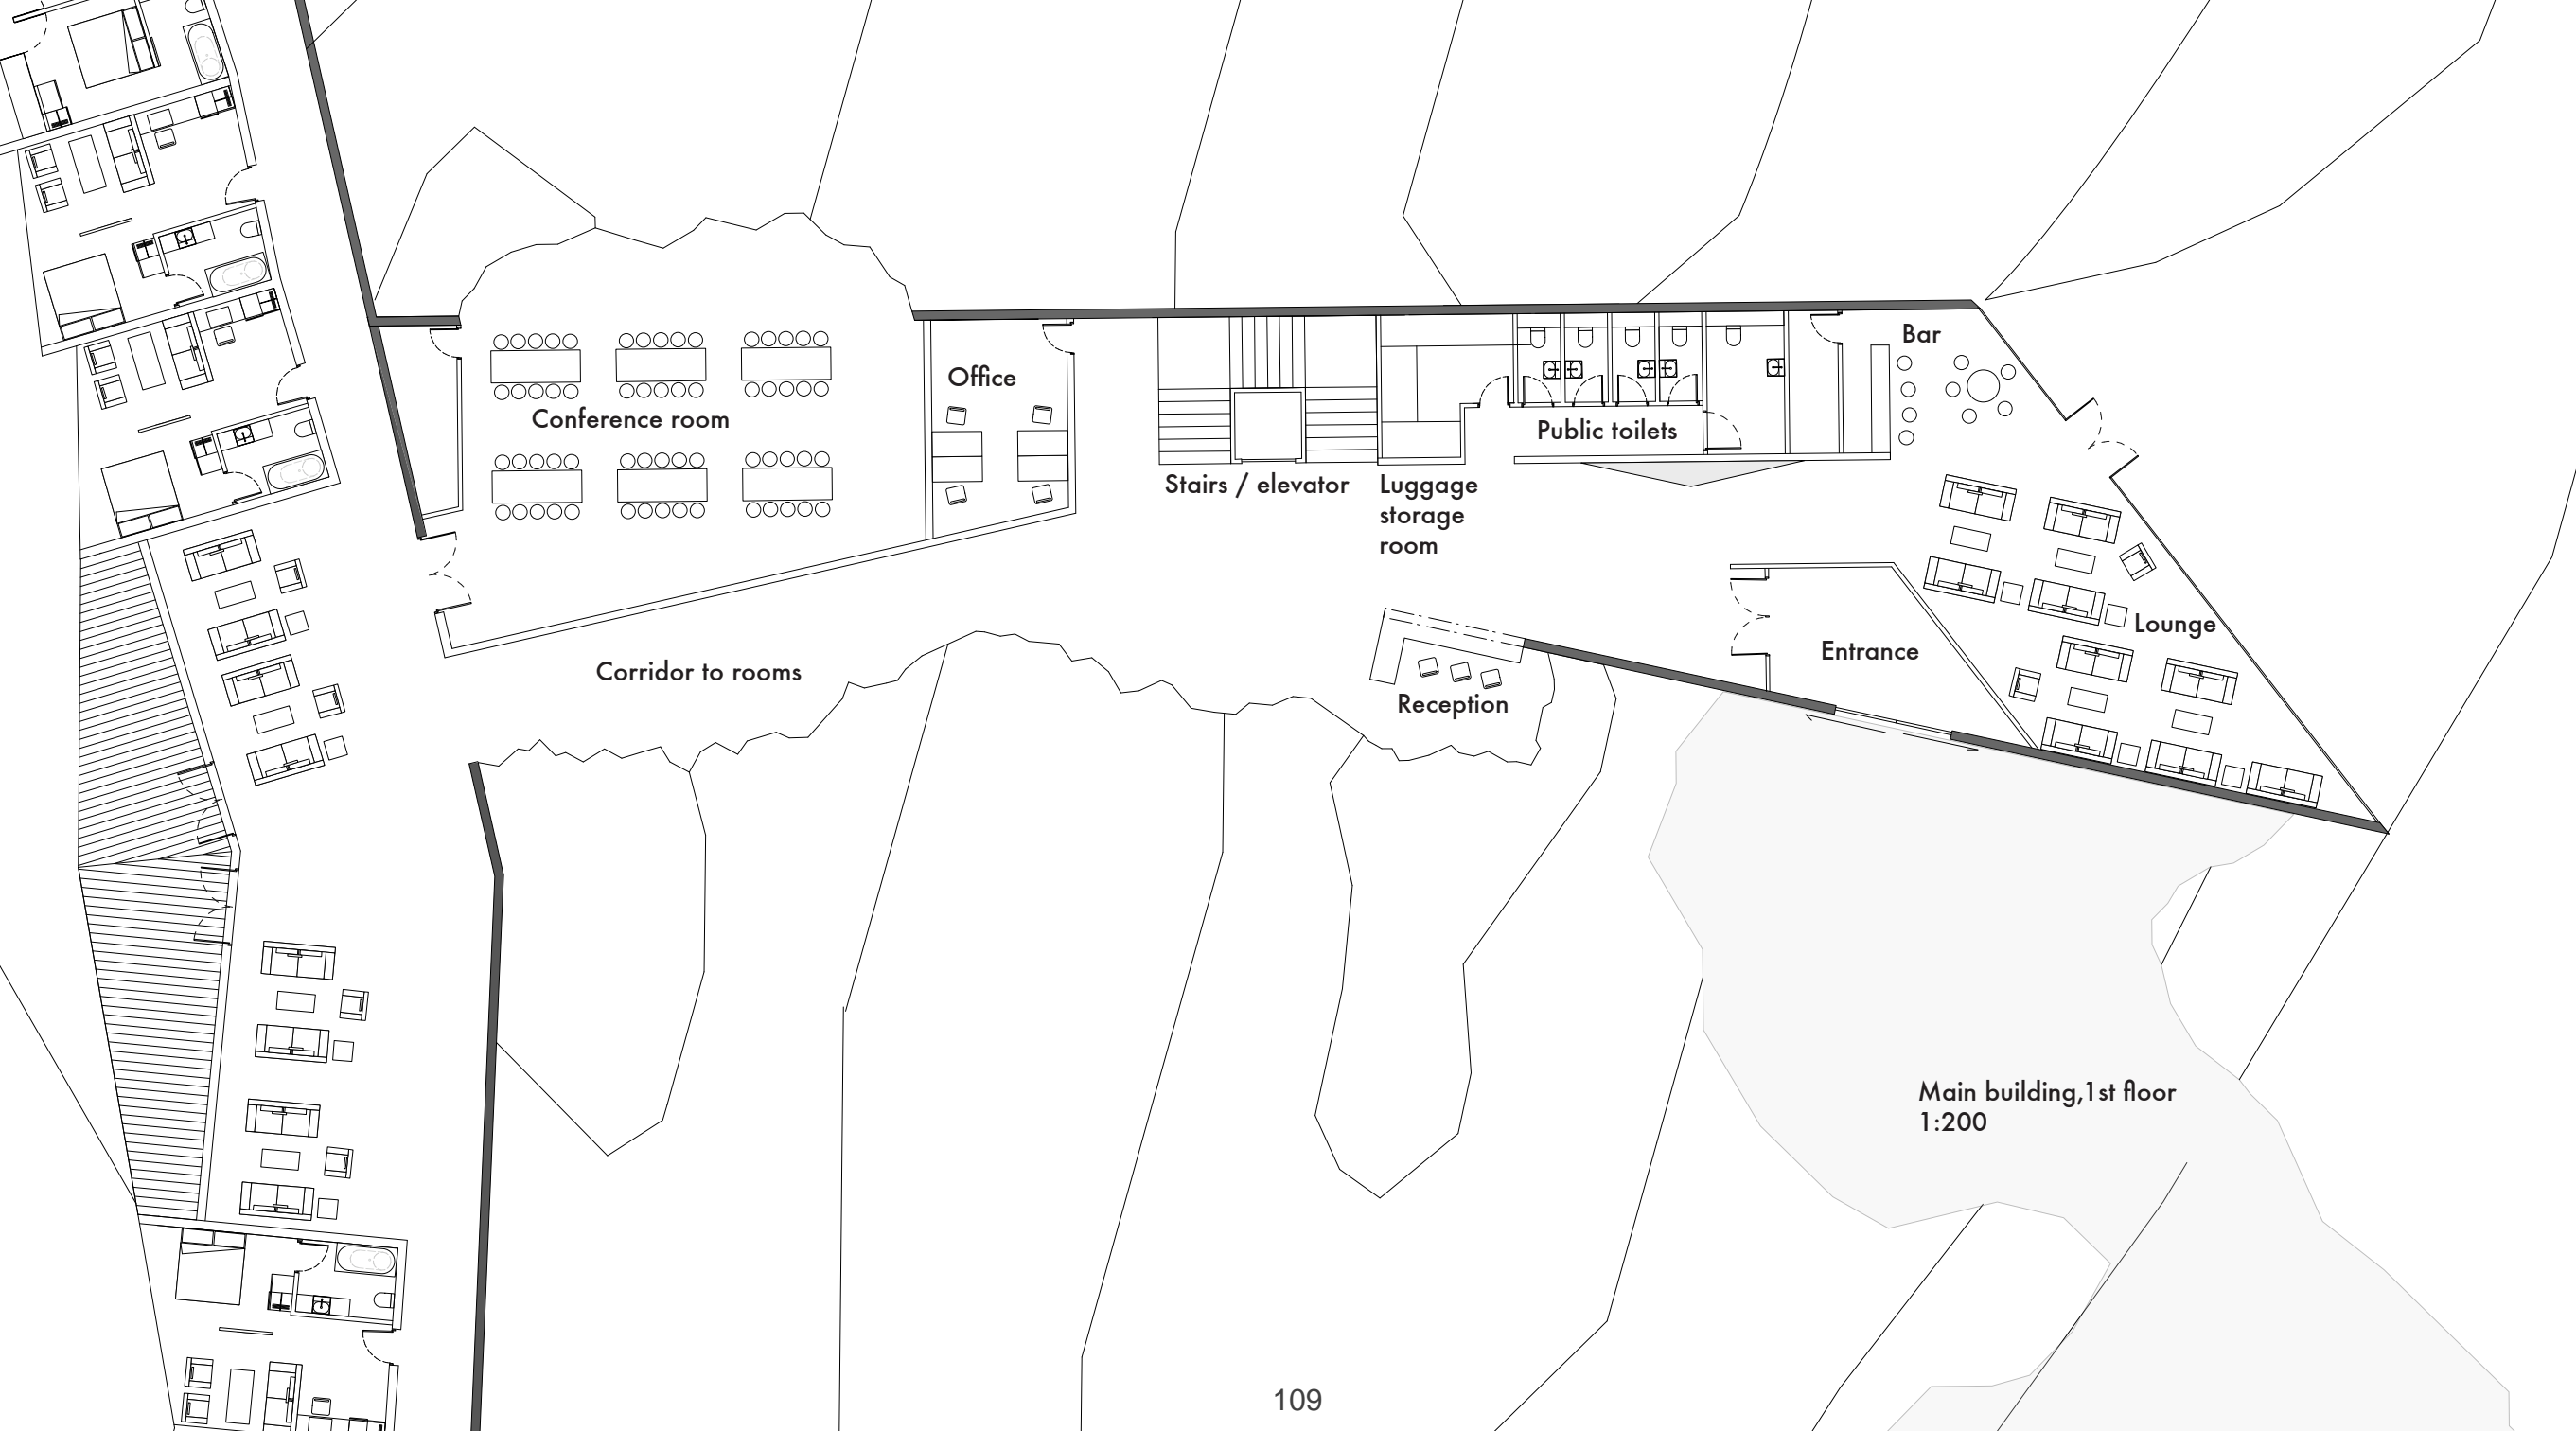 Bar
Office
Conference room
Public toilets
Stairs / elevator
Luggage
storage
room
Lounge
Entrance
Corridor to rooms
Reception
Main building,1st floor
1:200
109